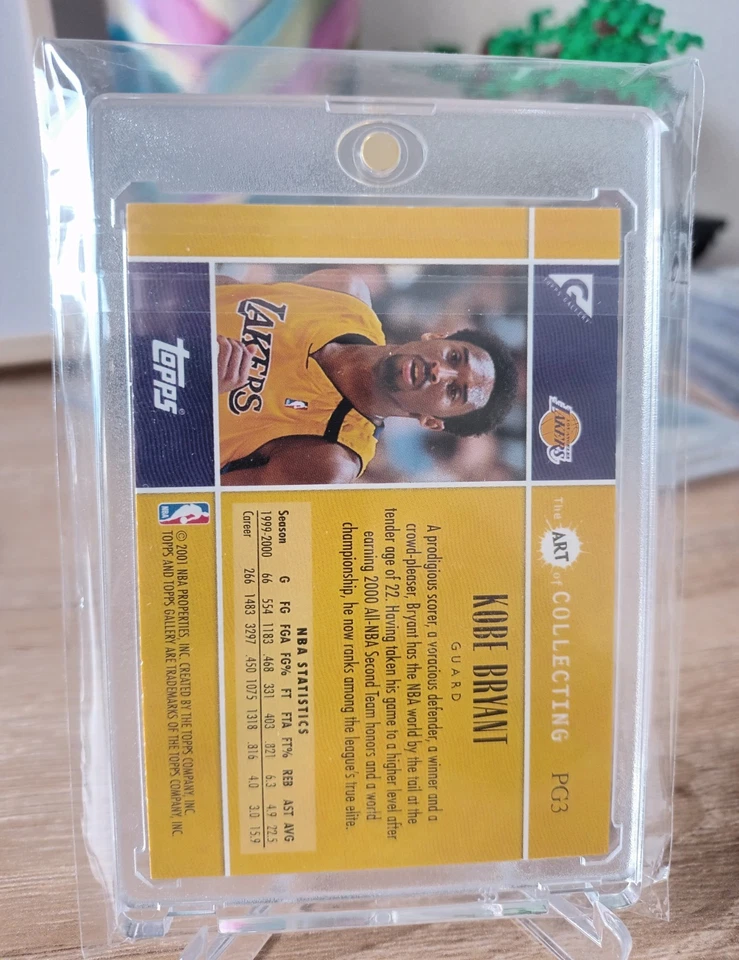 TOPPS GALLERY
LAKERS
The ART of COLLECTING PG3
LAKERS
KOBE BRYANT
GUARD
A prodigious scorer, a voracious defender, a winner and a
crowd-pleaser, Bryant has the NBA world by the tail at the
tender age of 22. Having taken his game to a higher level after
earning 2000 All-NBA Second Team honors and a world
championship, he now ranks among the league's true elite.
NBA STATISTICS
Season G FG FGA FG% FT FTA FT% REB AST AVG
1999-2000 66 554 1183 .468 331 403 .821 6.3 4.9 22.5
Career 266 1483 3297 .450 1075 1318 .816 4.0 3.0 15.9
topps®
NBA
© 2001 NBA PROPERTIES, INC. CREATED BY THE TOPPS COMPANY, INC.
TOPPS AND TOPPS GALLERY ARE TRADEMARKS OF THE TOPPS COMPANY, INC.